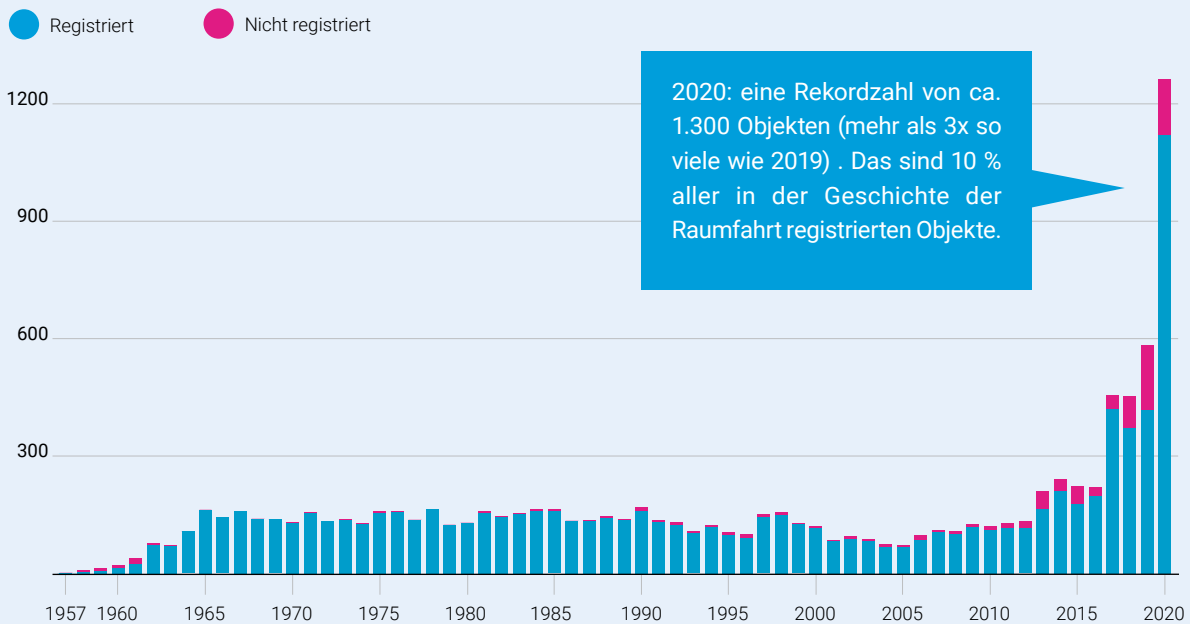 Registriert
Nicht registriert
2020: eine Rekordzahl von ca.
1.300 Objekten (mehr als 3x so
viele wie 2019) . Das sind 10 %
aller in der Geschichte der
Raumfahrt registrierten Objekte.
1200
900
600
300
1957 1960 1965 1970 1975 1980 1985 1990 1995 2000 2005 2010 2015 2020